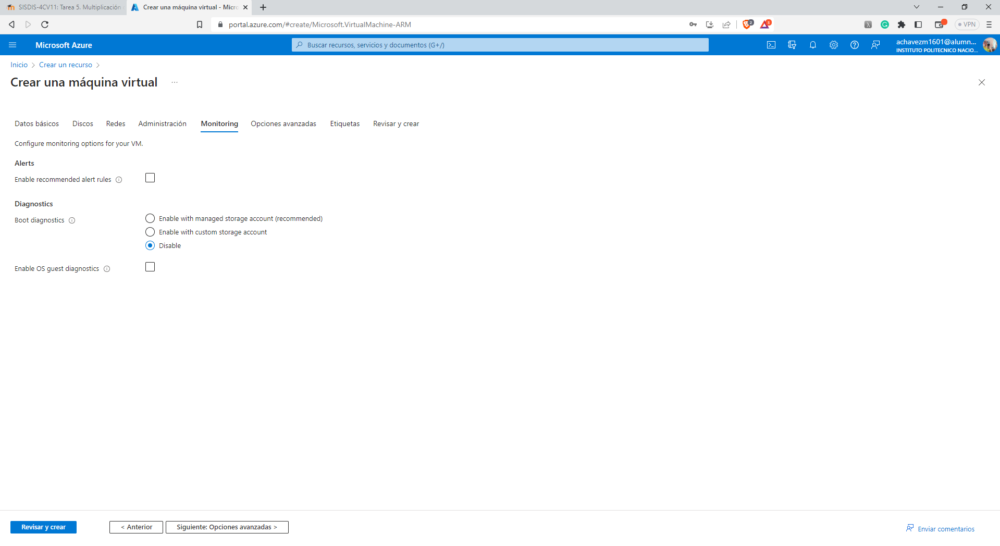 SISDIS-4CV11: Tarea 5. Multiplicación
Crear una máquina virtual - Micro
portal.azure.com/#create/Microsoft.VirtualMachine-ARM
2
3
VPN
Microsoft Azure
Buscar recursos, servicios y documentos (G+/)
achavezm1601@alumn...
INSTITUTO POLITECNICO NACIO...
Inicio > Crear un recurso >
Crear una máquina virtual ...
Datos básicos Discos Redes Administración Monitoring Opciones avanzadas Etiquetas Revisar y crear
Configure monitoring options for your VM.
Alerts
Enable recommended alert rules
Diagnostics
Boot diagnostics
Enable with managed storage account (recommended)
Enable with custom storage account
Disable
Enable OS guest diagnostics
Revisar y crear
< Anterior
Siguiente: Opciones avanzadas >
Enviar comentarios